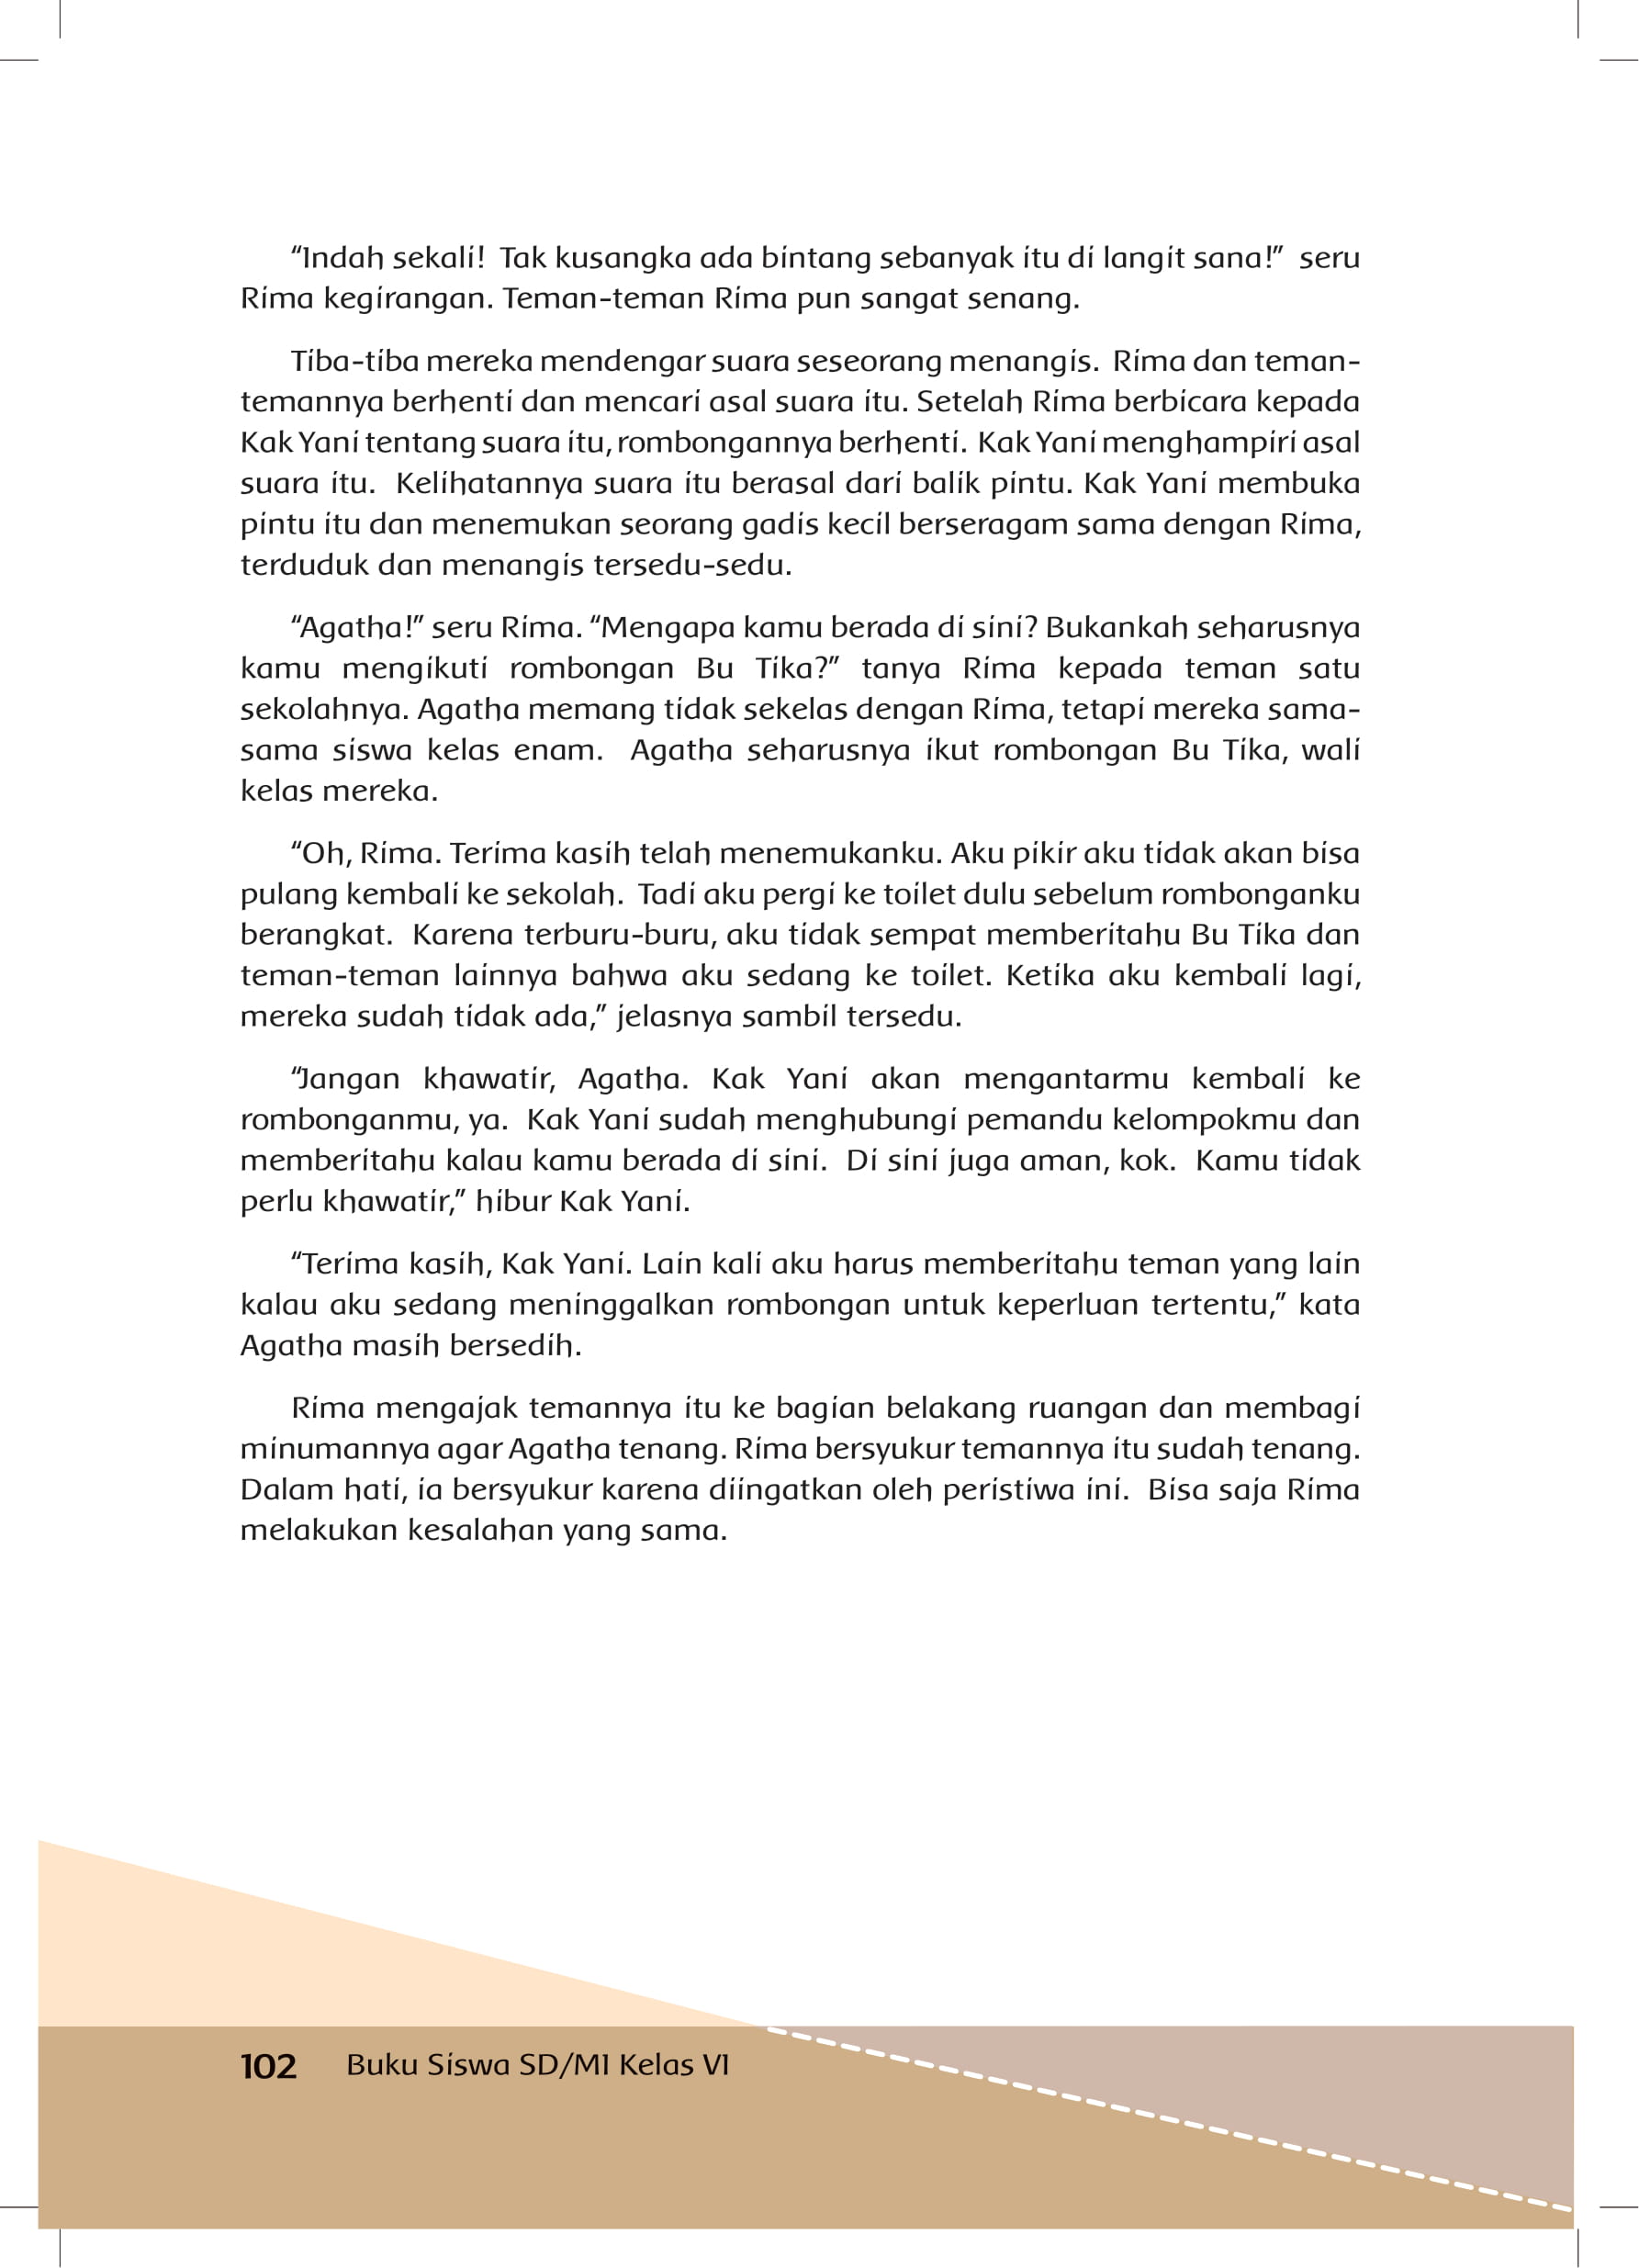 “Indah sekali! Tak kusangka ada bintang sebanyak itu di langit sana!” seru
Rima kegirangan. Teman-teman Rima pun sangat senang.
Tiba-tiba mereka mendengar suara seseorang menangis. Rima dan teman-
temannya berhenti dan mencari asal suara itu. Setelah Rima berbicara kepada
Kak Yani tentang suara itu, rombongannya berhenti. Kak Yani menghampiri asal
suara itu. Kelihatannya suara itu berasal dari balik pintu. Kak Yani membuka
pintu itu dan menemukan seorang gadis kecil berseragam sama dengan Rima,
terduduk dan menangis tersedu-sedu.
“Agatha!” seru Rima. “Mengapa kamu berada di sini? Bukankah seharusnya
kamu mengikuti rombongan Bu Tika?” tanya Rima kepada teman satu
sekolahnya. Agatha memang tidak sekelas dengan Rima, tetapi mereka sama-
sama siswa kelas enam. Agatha seharusnya ikut rombongan Bu Tika, wali
kelas mereka.
“Oh, Rima. Terima kasih telah menemukanku. Aku pikir aku tidak akan bisa
pulang kembali ke sekolah. Tadi aku pergi ke toilet dulu sebelum rombonganku
berangkat. Karena terburu-buru, aku tidak sempat memberitahu Bu Tika dan
teman-teman lainnya bahwa aku sedang ke toilet. Ketika aku kembali lagi,
mereka sudah tidak ada,” jelasnya sambil tersedu.
“Jangan khawatir, Agatha. Kak Yani akan mengantarmu kembali ke
rombonganmu, ya. Kak Yani sudah menghubungi pemandu kelompokmu dan
memberitahu kalau kamu berada di sini. Di sini juga aman, kok. Kamu tidak
perlu khawatir,” hibur Kak Yani.
“Terima kasih, Kak Yani. Lain kali aku harus memberitahu teman yang lain
kalau aku sedang meninggalkan rombongan untuk keperluan tertentu,” kata
Agatha masih bersedih.
Rima mengajak temannya itu ke bagian belakang ruangan dan membagi
minumannya agar Agatha tenang. Rima bersyukur temannya itu sudah tenang.
Dalam hati, ia bersyukur karena diingatkan oleh peristiwa ini. Bisa saja Rima
melakukan kesalahan yang sama.
102 Buku Siswa SD/MI Kelas VI